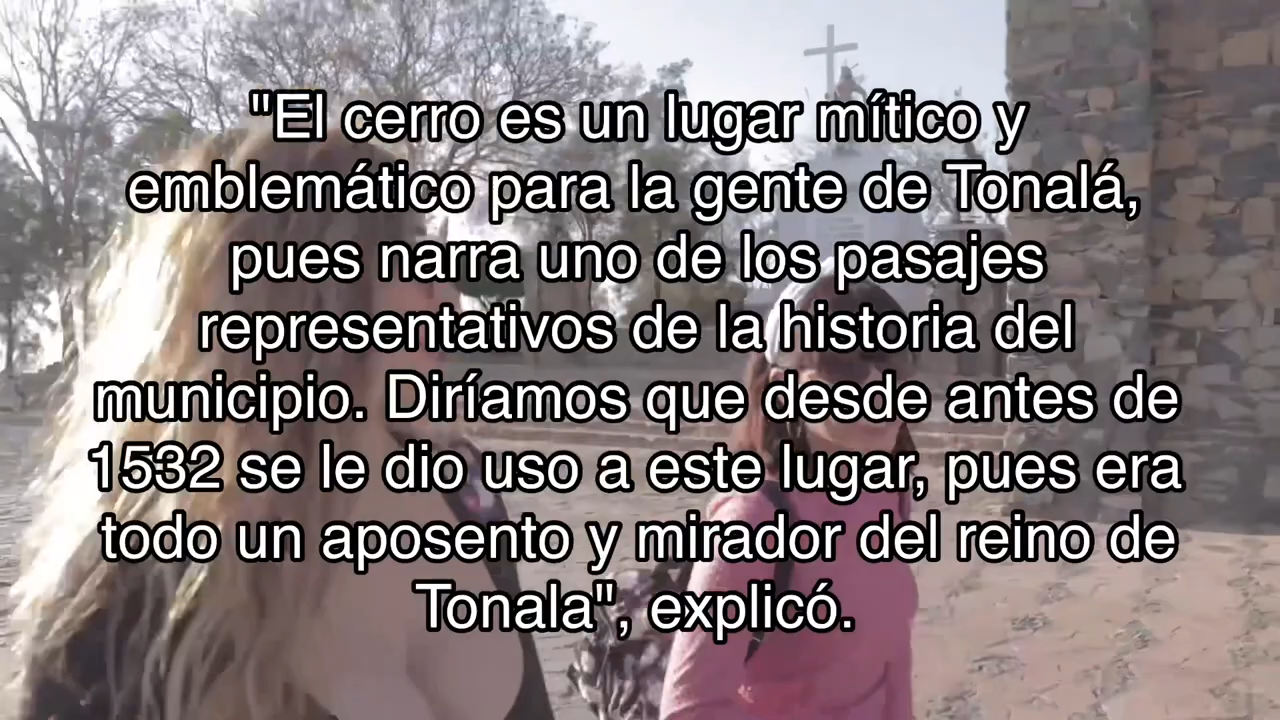 "El cerro es un lugar mítico y
emblemático para la gente de Tonalá,
pues narra uno de los pasajes
representativos de la historia del
municipio. Diríamos que desde antes de
1532 se le dio uso a este lugar, pues era
todo un aposento y mirador del reino de
Tonala", explicó.